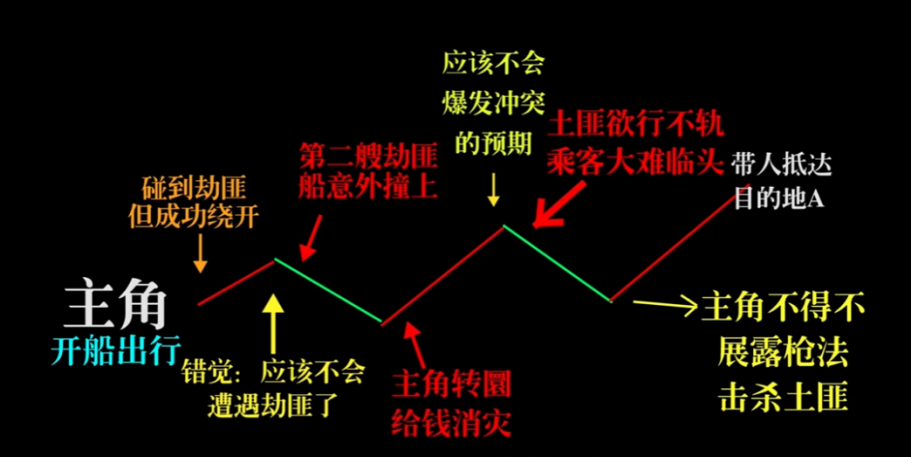 应该不会
爆发冲突
的预期
土匪欲行不轨
乘客大难临头
第二艘劫匪
船意外撞上
带人抵达
目的地A
碰到劫匪
但成功绕开
主角
开船出行
错觉：应该不会
遭遇劫匪了
主角转圜
给钱消灾
主角不得不
展露枪法
击杀土匪